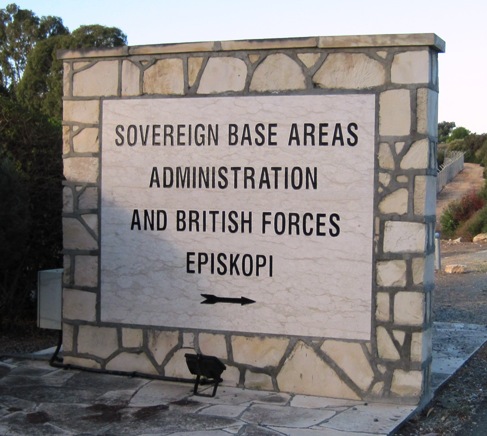 SOVEREIGN BASE AREAS
ADMINISTRATION
AND BRITISH FORCES
EPISKOPI